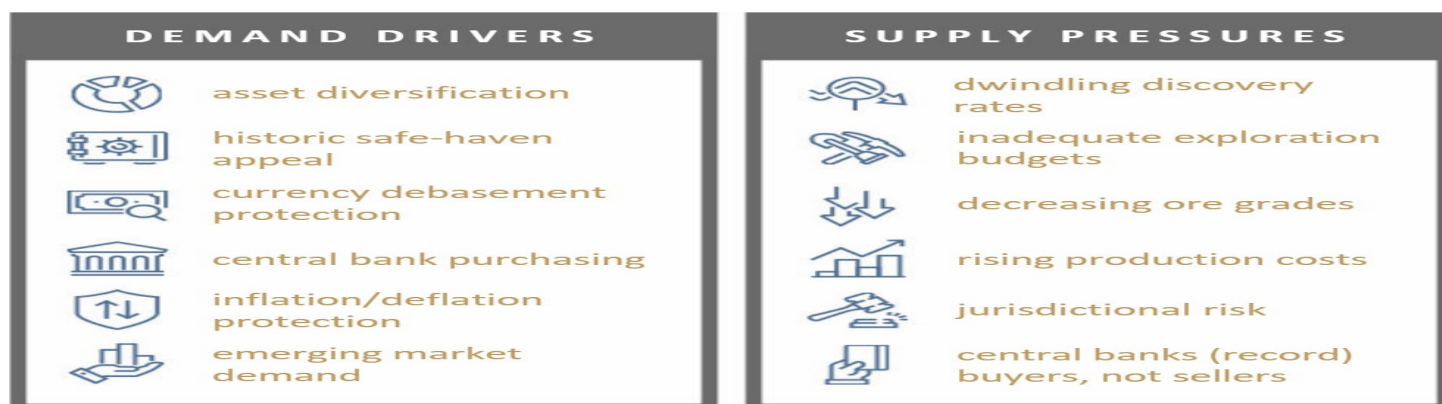 DEMAND DRIVERS
asset diversification
historic safe-haven
appeal
currency debasement
protection
central bank purchasing
inflation/deflation
protection
emerging market
demand
SUPPLY PRESSURES
dwindling discovery
rates
inadequate exploration
budgets
decreasing ore grades
rising production costs
jurisdictional risk
central banks (record)
buyers, not sellers